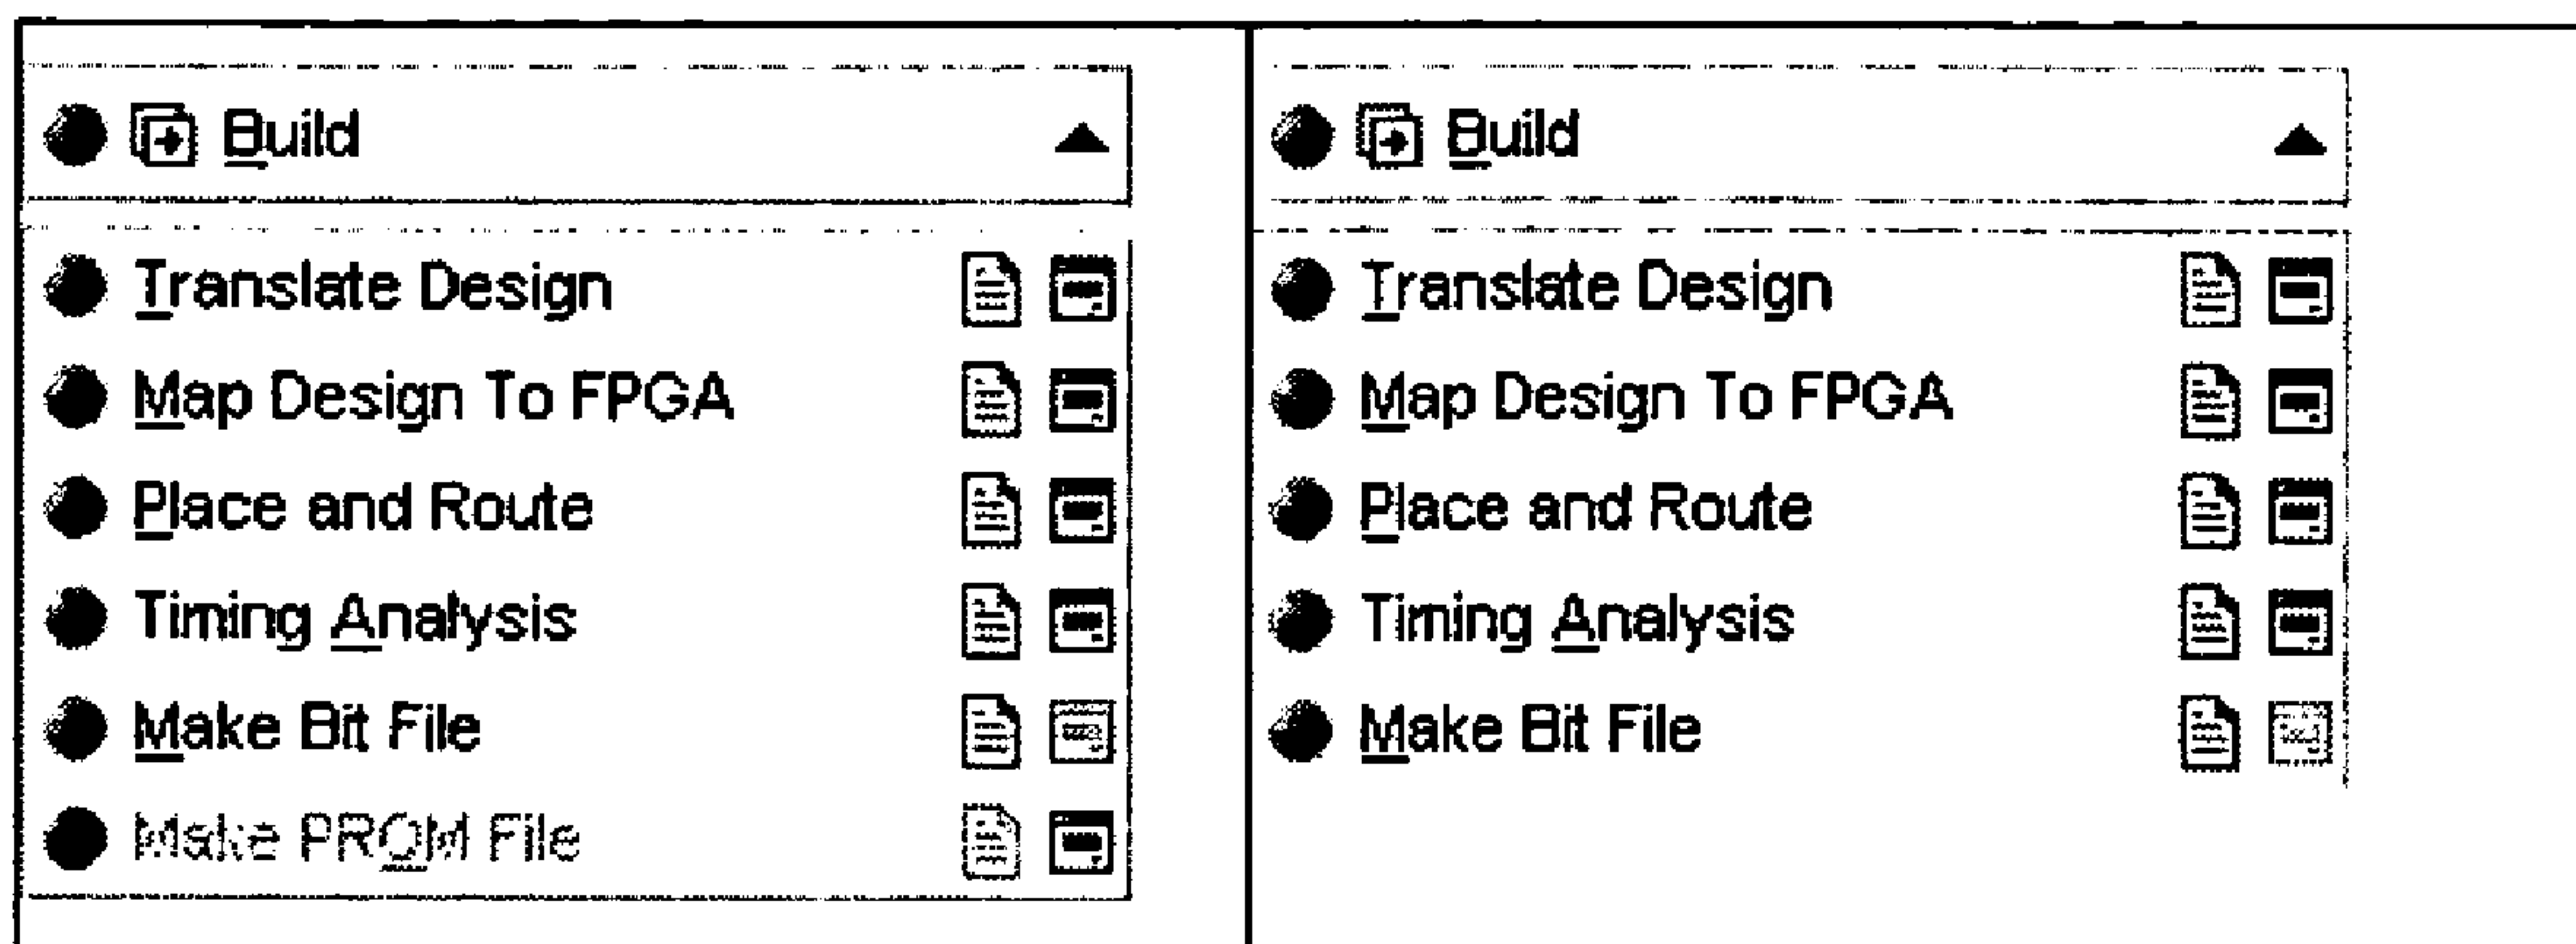 Build
Translate Design
Map Design To FPGA
Place and Route
Timing Analysis
Make Bit File
Make PROM File
Build
Translate Design
Map Design To FPGA
Place and Route
Timing Analysis
Make Bit File